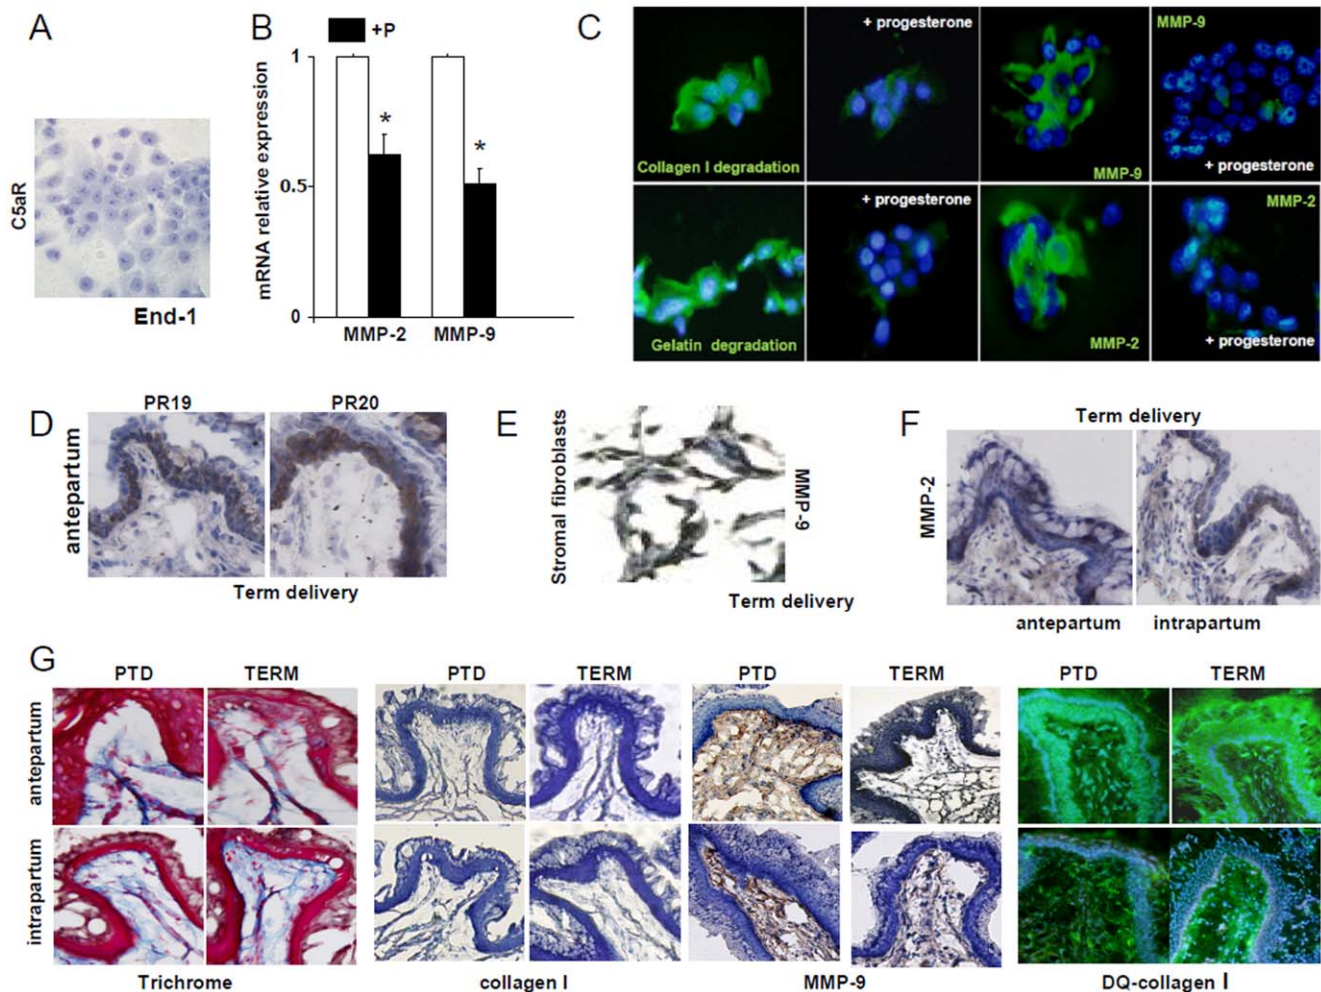 A
C5aR
End-1
B
+P
mRNA relative expression
1
0.5
0
*
*
MMP-2
MMP-9
C
Collagen I degradation
+ progesterone
MMP-9
MMP-9
+ progesterone
Gelatin degradation
+ progesterone
MMP-2
MMP-2
+ progesterone
D
PR19
PR20
antepartum
Term delivery
E
Stromal fibroblasts
MMP-9
Term delivery
F
Term delivery
MMP-2
antepartum
intrapartum
G
PTD
TERM
PTD
TERM
PTD
TERM
PTD
TERM
antepartum
intrapartum
Trichrome
collagen I
MMP-9
DQ-collagen I